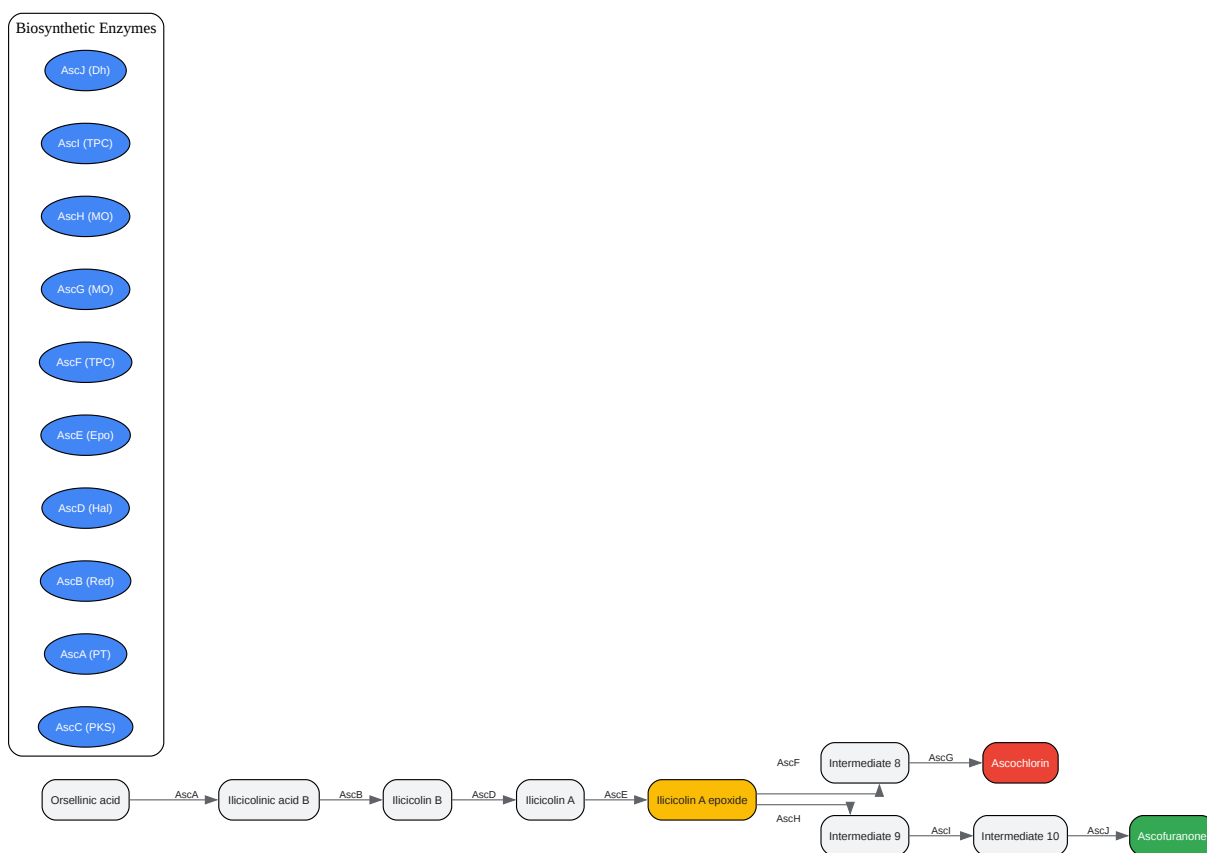 Biosynthetic Enzymes
AscJ (Dh)
AscI (TPC)
AscH (MO)
AscG (MO)
AscF (TPC)
AscE (Epo)
AscD (Hal)
AscB (Red)
AscA (PT)
AscC (PKS)
Orsellinic acid
AscA
Ilicicolinic acid B
AscB
Ilicicolin B
AscD
Ilicicolin A
AscE
Ilicicolin A epoxide
AscF
Intermediate 8
AscG
Ascochlorin
AscH
Intermediate 9
AscI
Intermediate 10
AscJ
Ascofuranone